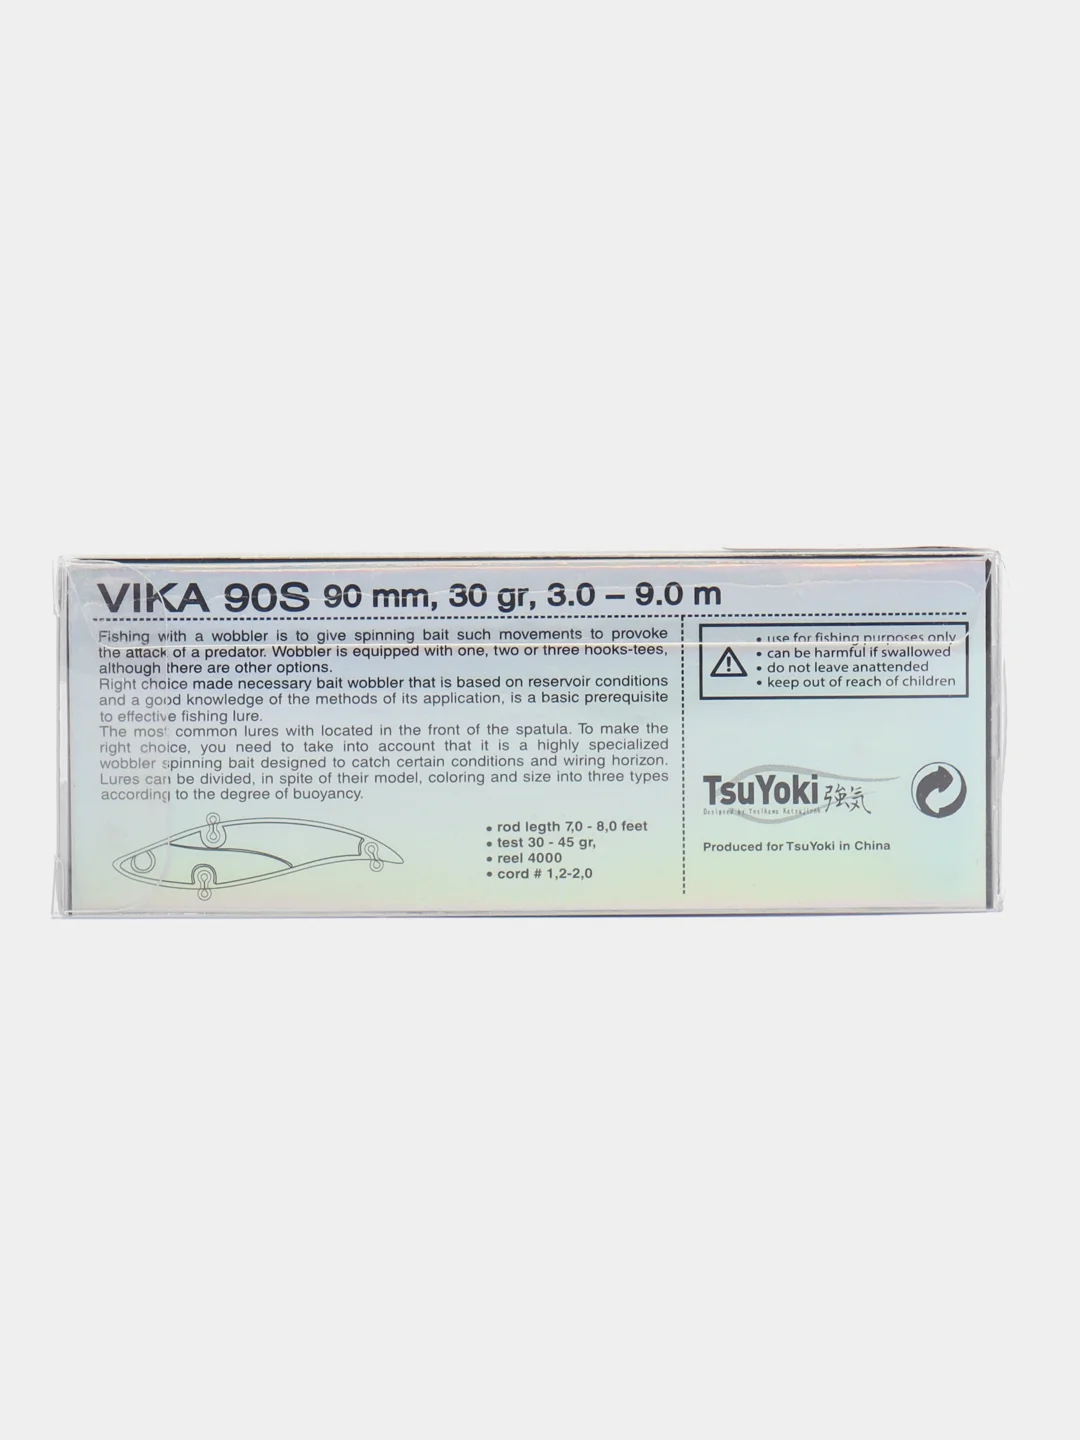 VIKA 90S 90 mm, 30 gr, 3.0 – 9.0 m
Fishing with a wobbler is to give spinning bait such movements to provoke
the attack of a predator. Wobbler is equipped with one, two or three hooks-tees,
although there are other options.
Right choice made necessary bait wobbler that is based on reservoir conditions
and a good knowledge of the methods of its application, is a basic prerequisite
to effective fishing lure.
The most common lures with located in the front of the spatula. To make the
right choice, you need to take into account that it is a highly specialized
wobbler spinning bait designed to catch certain conditions and wiring horizon.
Lures can be divided, in spite of their model, coloring and size into three types
according to the degree of buoyancy.
• rod legth 7,0 - 8,0 feet
• test 30 - 45 gr,
• reel 4000
• cord # 1,2-2,0
• use for fishing purposes only
• can be harmful if swallowed
• do not leave anattended
• keep out of reach of children
TsuYoki 強気
Designed by
Produced for TsuYoki in China